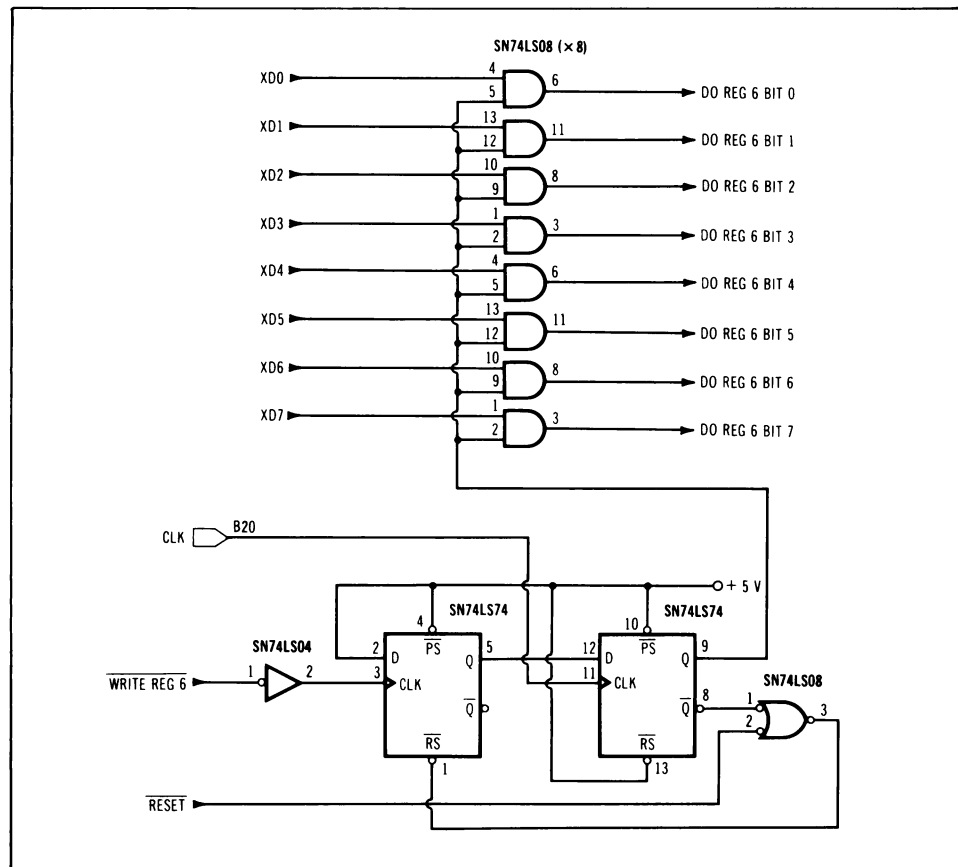 SN74LS08 (×8)
XD0 4 5 6 DO REG 6 BIT 0
XD1 13 12 11 DO REG 6 BIT 1
XD2 10 9 8 DO REG 6 BIT 2
XD3 1 2 3 DO REG 6 BIT 3
XD4 4 5 6 DO REG 6 BIT 4
XD5 13 12 11 DO REG 6 BIT 5
XD6 10 9 8 DO REG 6 BIT 6
XD7 1 2 3 DO REG 6 BIT 7
CLK B20
+ 5 V
SN74LS74
SN74LS74
SN74LS04
SN74LS08
4 PS
10 PS
2 D
Q 5
12 D
Q 9
WRITE REG 6 1 2
3 CLK
11 CLK
Q
Q 8
1 2 3
RS 1
RS 13
RESET